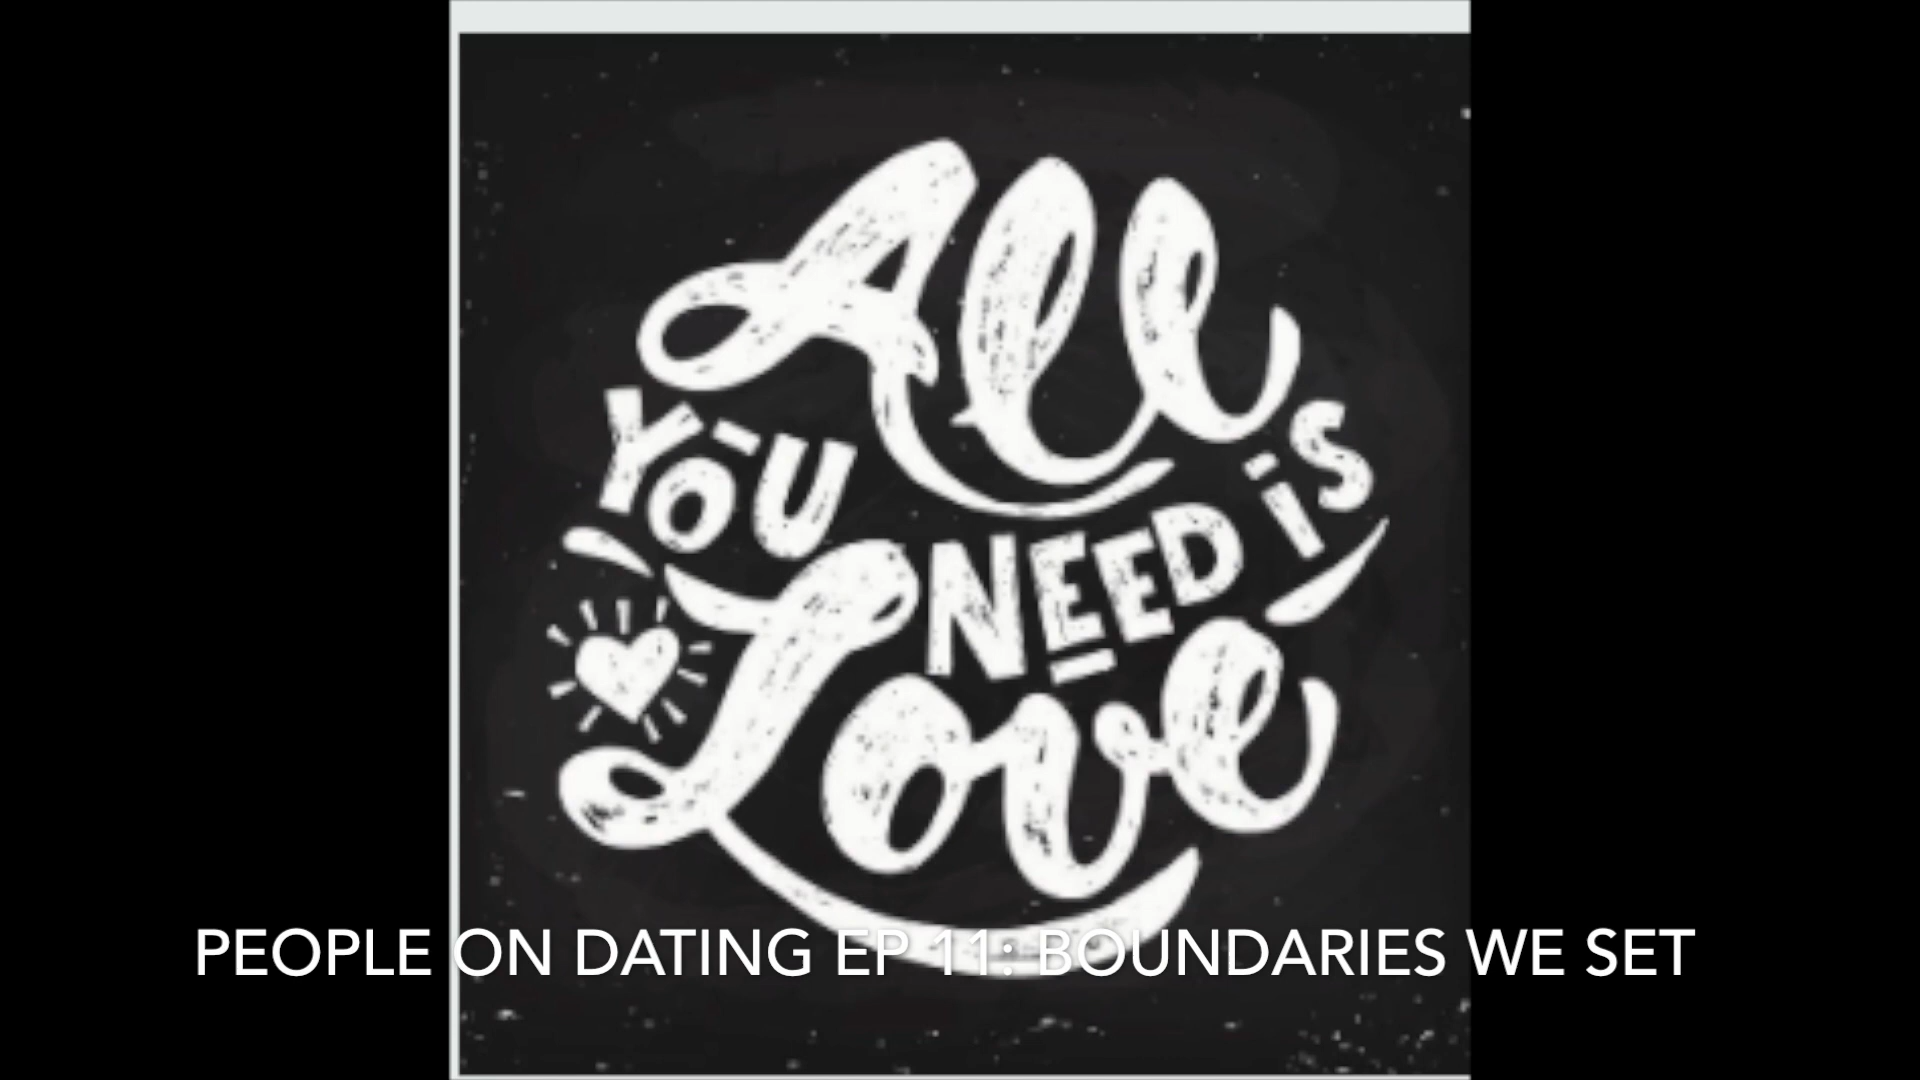 All
YOU
NEED is
Love
PEOPLE ON DATING EP 11: BOUNDARIES WE SET